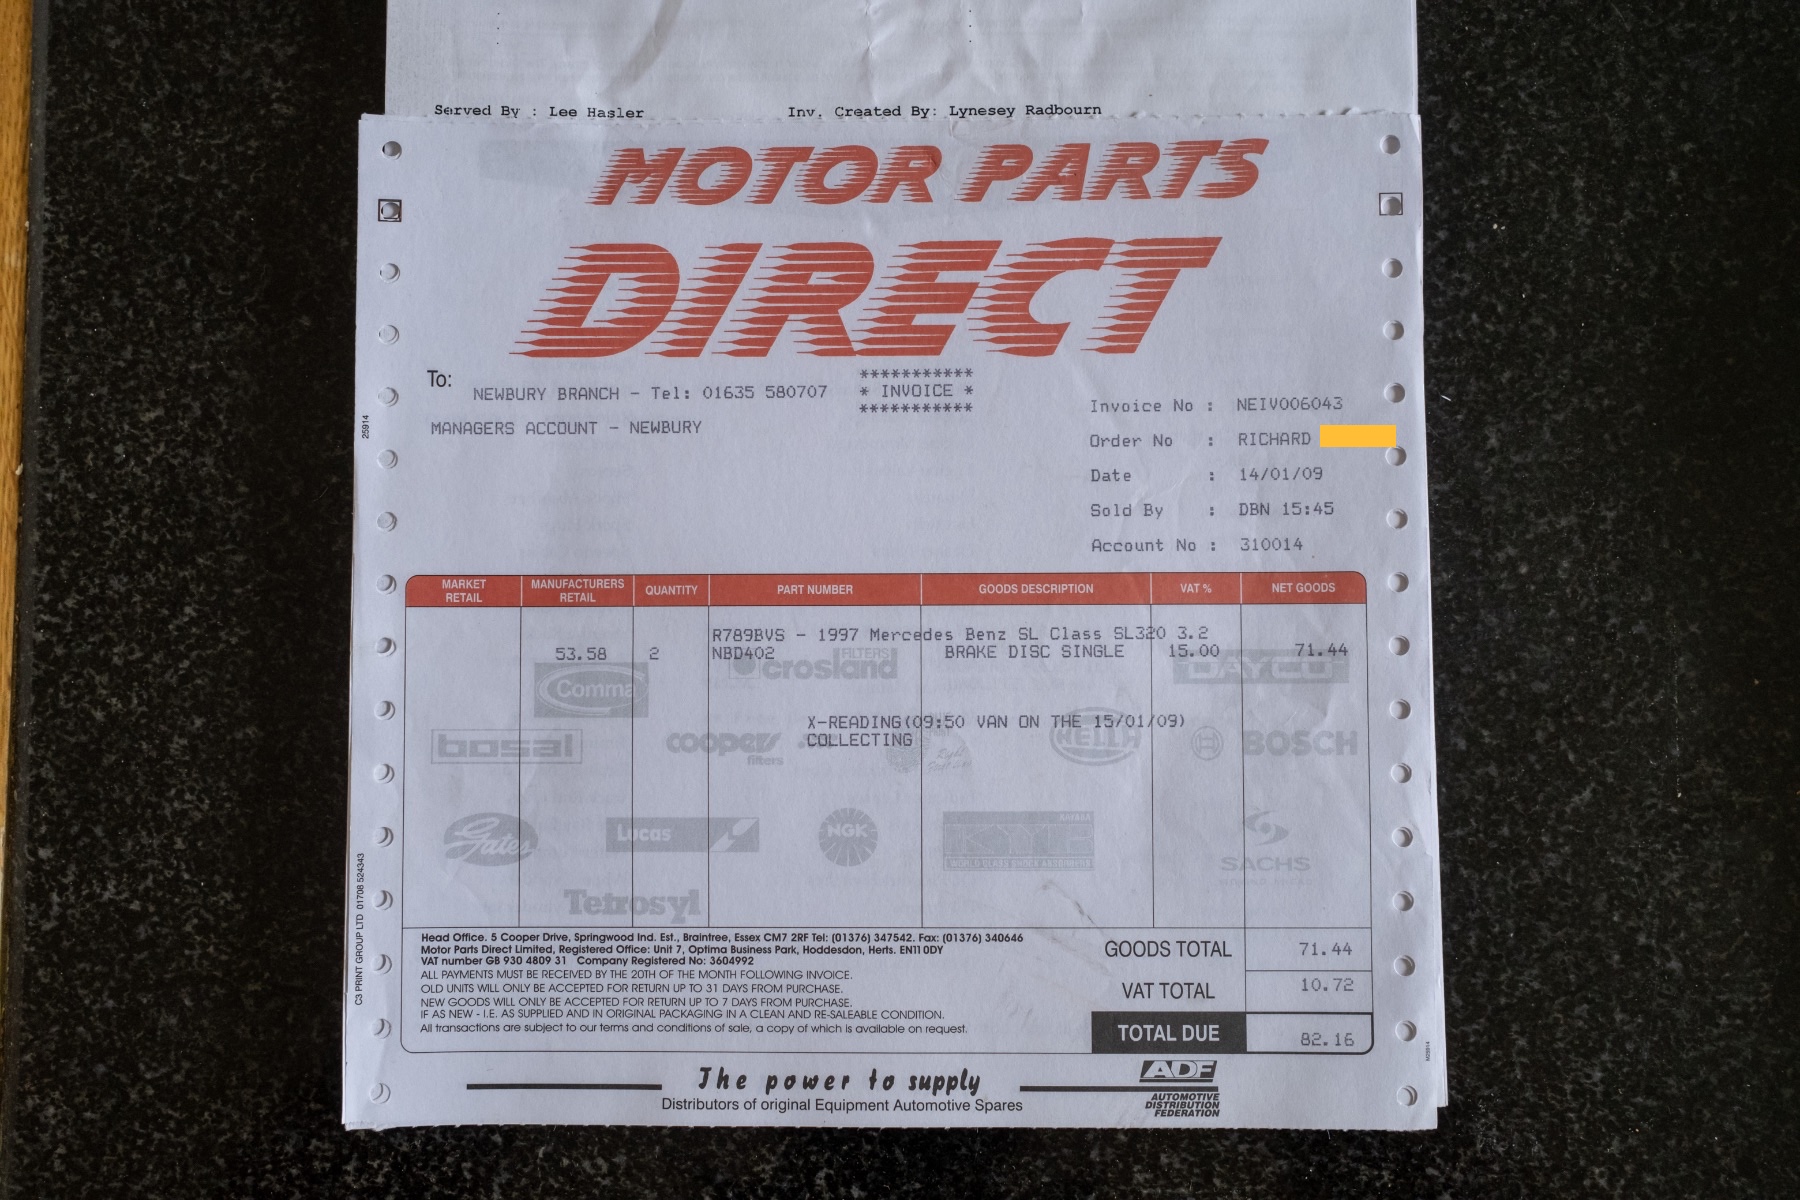 Served By : Lee Hasler Inv. Created By: Lynesey Radbourn
MOTOR PARTS
DIRECT
To:
NEWBURY BRANCH - Tel: 01635 580707
***********
* INVOICE *
***********
MANAGERS ACCOUNT - NEWBURY
Invoice No : NEIV006043
Order No : RICHARD
Date : 14/01/09
Sold By : DBN 15:45
Account No : 310014
25914
MARKET RETAIL MANUFACTURERS RETAIL QUANTITY PART NUMBER GOODS DESCRIPTION VAT % NET GOODS
R789BVS - 1997 Mercedes Benz SL Class SL320 3.2
53.58 2 NBD402 BRAKE DISC SINGLE 15.00 71.44
Comma crosland FILTERS DAYCO
X-READING(09:50 VAN ON THE 15/01/09)
COLLECTING
bosal coopers filters HELLA BOSCH
Gates Lucas NGK KYB SACHS
WORLD CLASS SHOCK ABSORBERS
Tetrosyl
C3 PRINT GROUP LTD 01708 524343
Head Office. 5 Cooper Drive, Springwood Ind. Est., Braintree, Essex CM7 2RF Tel: (01376) 347542. Fax: (01376) 340646
Motor Parts Direct Limited, Registered Office: Unit 7, Optima Business Park, Hoddesdon, Herts. EN11 0DY
VAT number GB 930 4809 31 Company Registered No: 3604992
ALL PAYMENTS MUST BE RECEIVED BY THE 20TH OF THE MONTH FOLLOWING INVOICE.
OLD UNITS WILL ONLY BE ACCEPTED FOR RETURN UP TO 31 DAYS FROM PURCHASE.
NEW GOODS WILL ONLY BE ACCEPTED FOR RETURN UP TO 7 DAYS FROM PURCHASE.
IF AS NEW - I.E. AS SUPPLIED AND IN ORIGINAL PACKAGING IN A CLEAN AND RE-SALEABLE CONDITION.
All transactions are subject to our terms and conditions of sale, a copy of which is available on request.
GOODS TOTAL 71.44
VAT TOTAL 10.72
TOTAL DUE 82.16
The power to supply
Distributors of original Equipment Automotive Spares
ADF
AUTOMOTIVE
DISTRIBUTION
FEDERATION